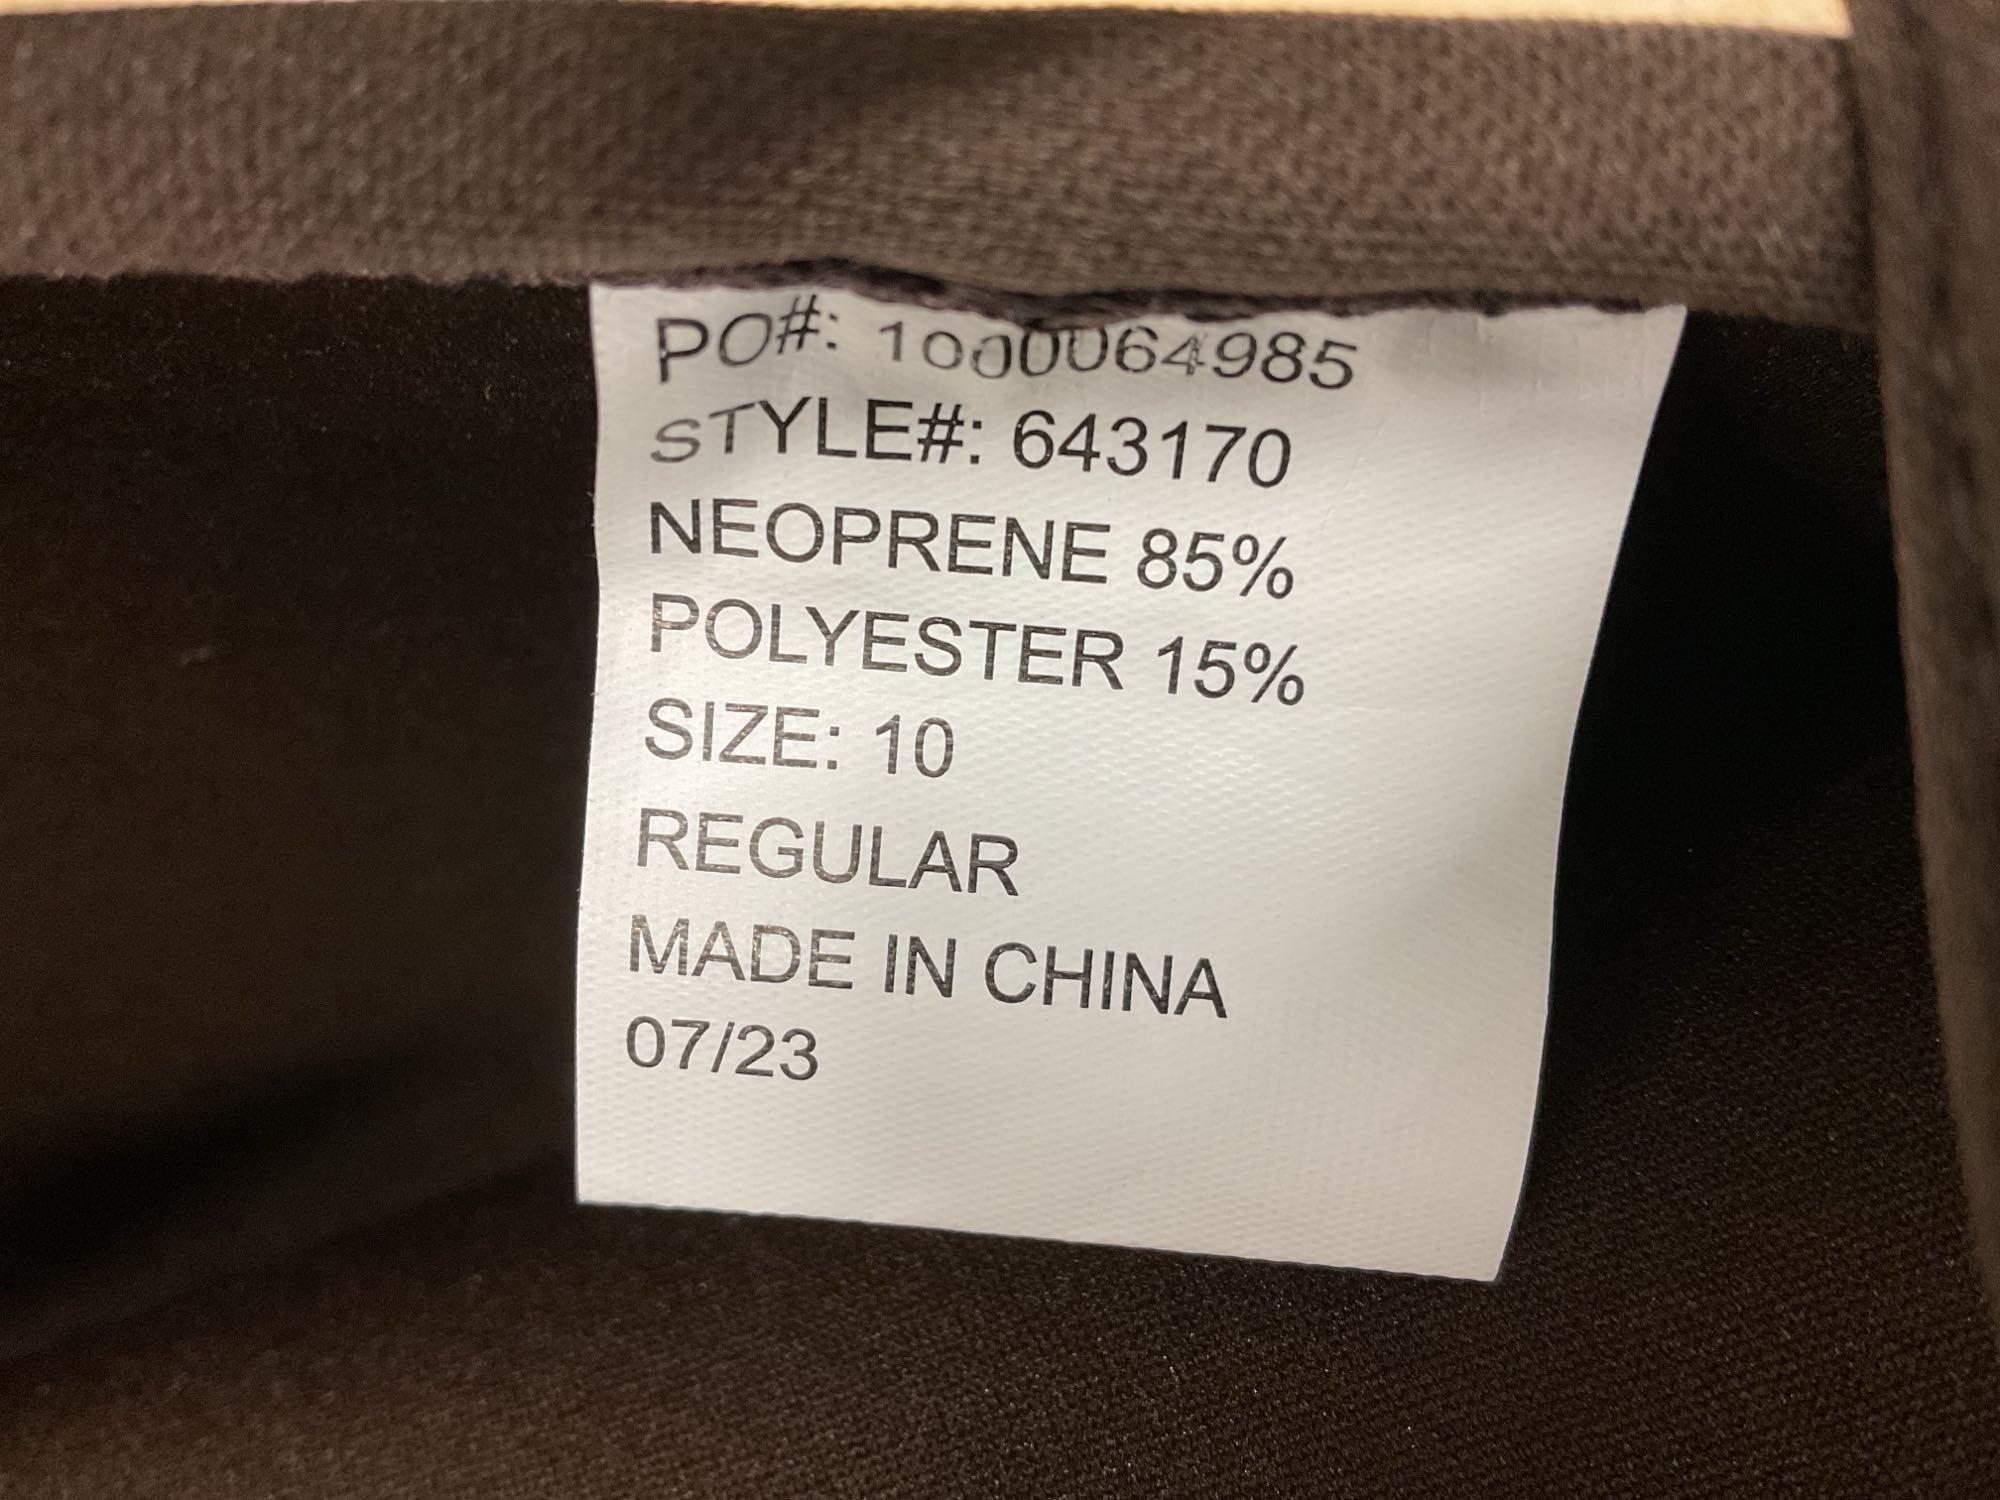 PO#: 1000064985
STYLE#: 643170
NEOPRENE 85%
POLYESTER 15%
SIZE: 10
REGULAR
MADE IN CHINA
07/23